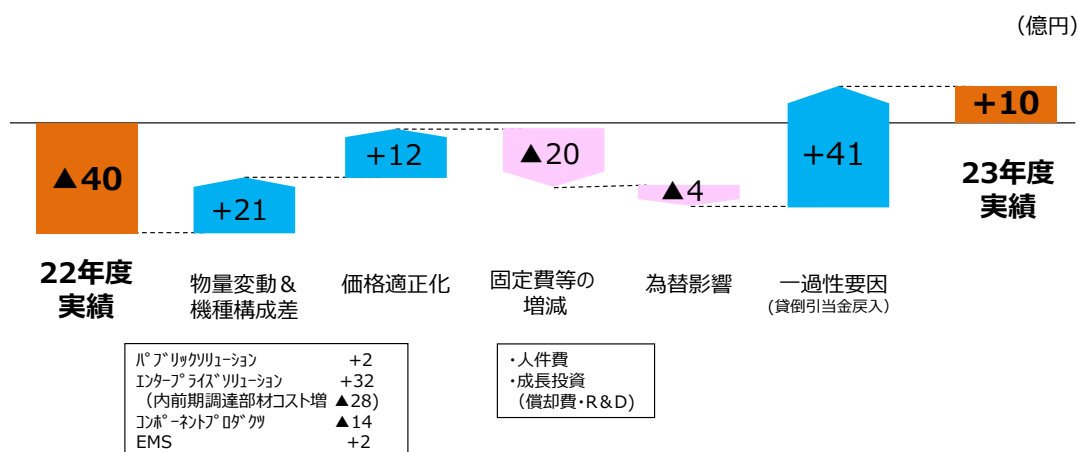 （億円）
▲40
+21
+12
▲20
▲4
+41
+10
22年度
実績
物量変動＆
機種構成差
価格適正化
固定費等の
増減
為替影響
一過性要因
(貸倒引当金戻入)
23年度
実績
ﾊﾟﾌﾞﾘｯｸｿﾘｭｰｼｮﾝ +2
ｴﾝﾀｰﾌﾟﾗｲｽﾞｿﾘｭｰｼｮﾝ +32
（内前期調達部材コスト増 ▲28)
ｺﾝﾎﾟｰﾈﾝﾄﾌﾟﾛﾀﾞｸﾂ ▲14
EMS +2
・人件費
・成長投資
（償却費・R＆D）